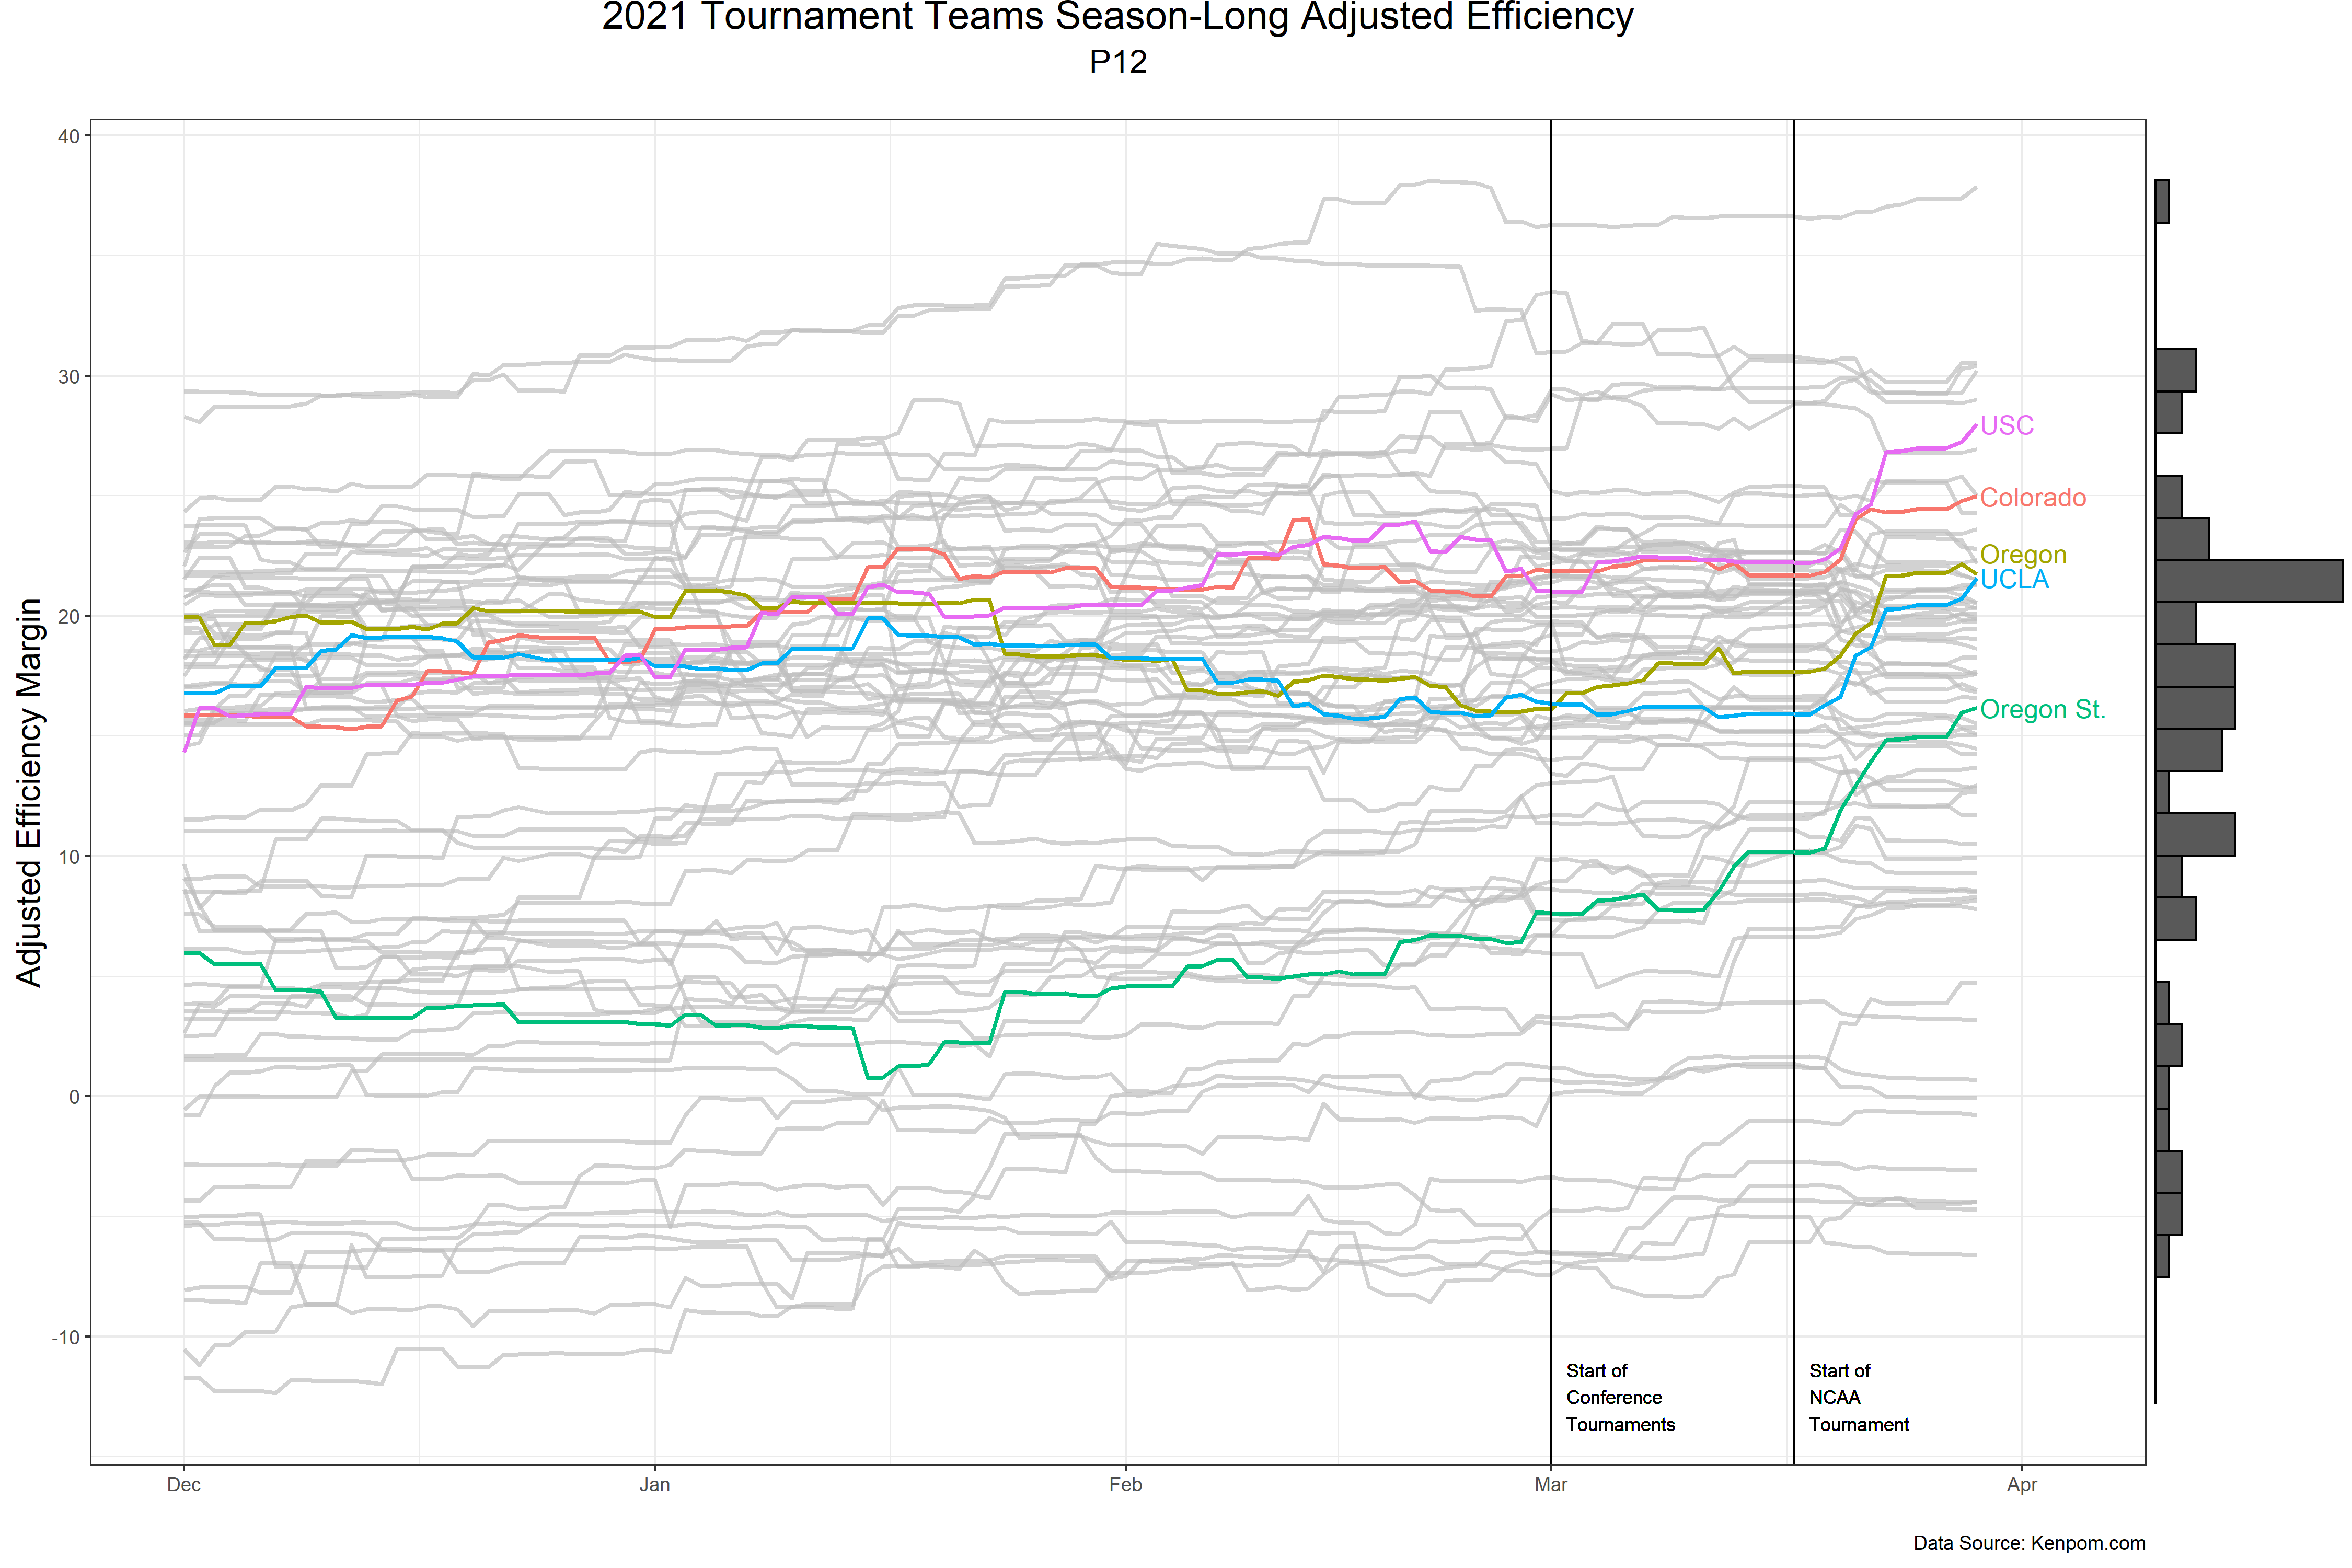 2021 Tournament Teams Season-Long Adjusted Efficiency
P12
Adjusted Efficiency Margin
40
30
20
10
0
-10
USC
Colorado
Oregon
UCLA
Oregon St.
Start of
Conference
Tournaments
Start of
NCAA
Tournament
Dec
Jan
Feb
Mar
Apr
Data Source: Kenpom.com